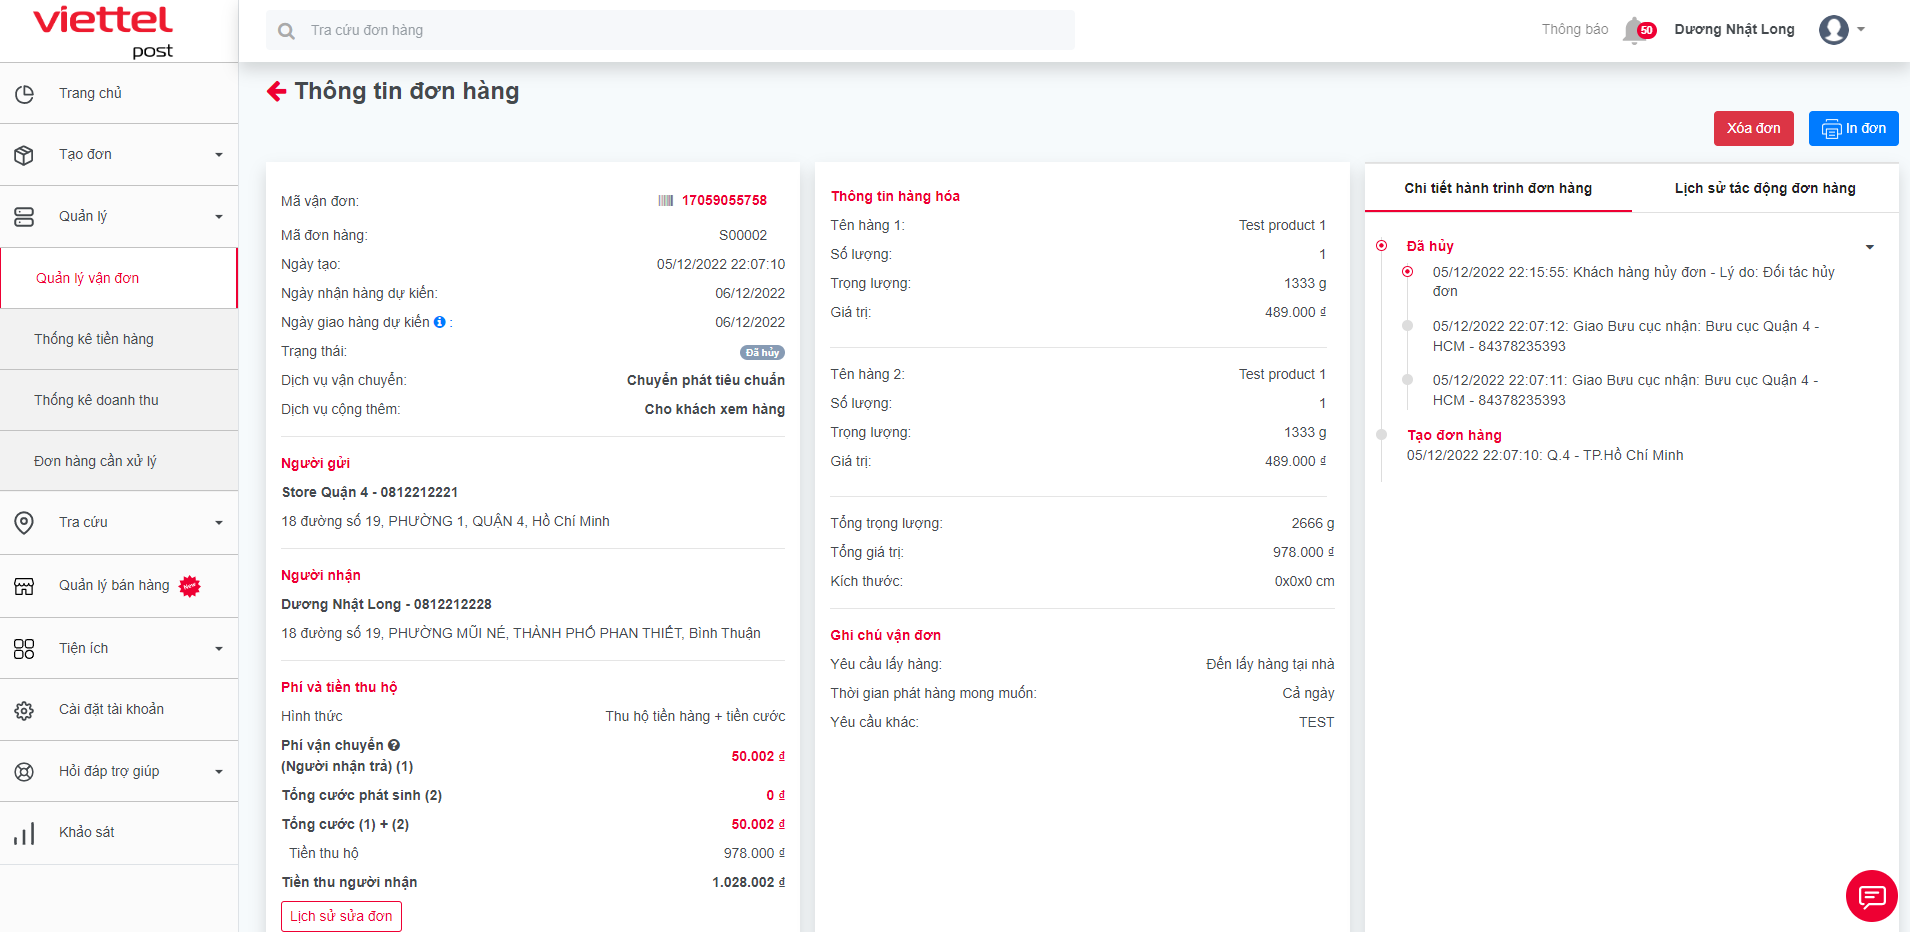 viettel
post
Tra cứu đơn hàng
Thông báo
50
Dương Nhật Long
Trang chủ
Tạo đơn
Quản lý
Quản lý vận đơn
Thống kê tiền hàng
Thống kê doanh thu
Đơn hàng cần xử lý
Tra cứu
Quản lý bán hàng New
Tiện ích
Cài đặt tài khoản
Hỏi đáp trợ giúp
Khảo sát
Thông tin đơn hàng
Xóa đơn
In đơn
Mã vận đơn: 17059055758
Mã đơn hàng: S00002
Ngày tạo: 05/12/2022 22:07:10
Ngày nhận hàng dự kiến: 06/12/2022
Ngày giao hàng dự kiến : 06/12/2022
Trạng thái: Đã hủy
Dịch vụ vận chuyển: Chuyển phát tiêu chuẩn
Dịch vụ cộng thêm: Cho khách xem hàng
Người gửi
Store Quận 4 - 0812212221
18 đường số 19, PHƯỜNG 1, QUẬN 4, Hồ Chí Minh
Người nhận
Dương Nhật Long - 0812212228
18 đường số 19, PHƯỜNG MŨI NÉ, THÀNH PHỐ PHAN THIẾT, Bình Thuận
Phí và tiền thu hộ
Hình thức Thu hộ tiền hàng + tiền cước
Phí vận chuyển
(Người nhận trả) (1) 50.002 ₫
Tổng cước phát sinh (2) 0 ₫
Tổng cước (1) + (2) 50.002 ₫
Tiền thu hộ 978.000 ₫
Tiền thu người nhận 1.028.002 ₫
Lịch sử sửa đơn
Thông tin hàng hóa
Tên hàng 1: Test product 1
Số lượng: 1
Trọng lượng: 1333 g
Giá trị: 489.000 ₫
Tên hàng 2: Test product 1
Số lượng: 1
Trọng lượng: 1333 g
Giá trị: 489.000 ₫
Tổng trọng lượng: 2666 g
Tổng giá trị: 978.000 ₫
Kích thước: 0x0x0 cm
Ghi chú vận đơn
Yêu cầu lấy hàng: Đến lấy hàng tại nhà
Thời gian phát hàng mong muốn: Cả ngày
Yêu cầu khác: TEST
Chi tiết hành trình đơn hàng
Lịch sử tác động đơn hàng
Đã hủy
05/12/2022 22:15:55: Khách hàng hủy đơn - Lý do: Đối tác hủy
đơn
05/12/2022 22:07:12: Giao Bưu cục nhận: Bưu cục Quận 4 -
HCM - 84378235393
05/12/2022 22:07:11: Giao Bưu cục nhận: Bưu cục Quận 4 -
HCM - 84378235393
Tạo đơn hàng
05/12/2022 22:07:10: Q.4 - TP.Hồ Chí Minh